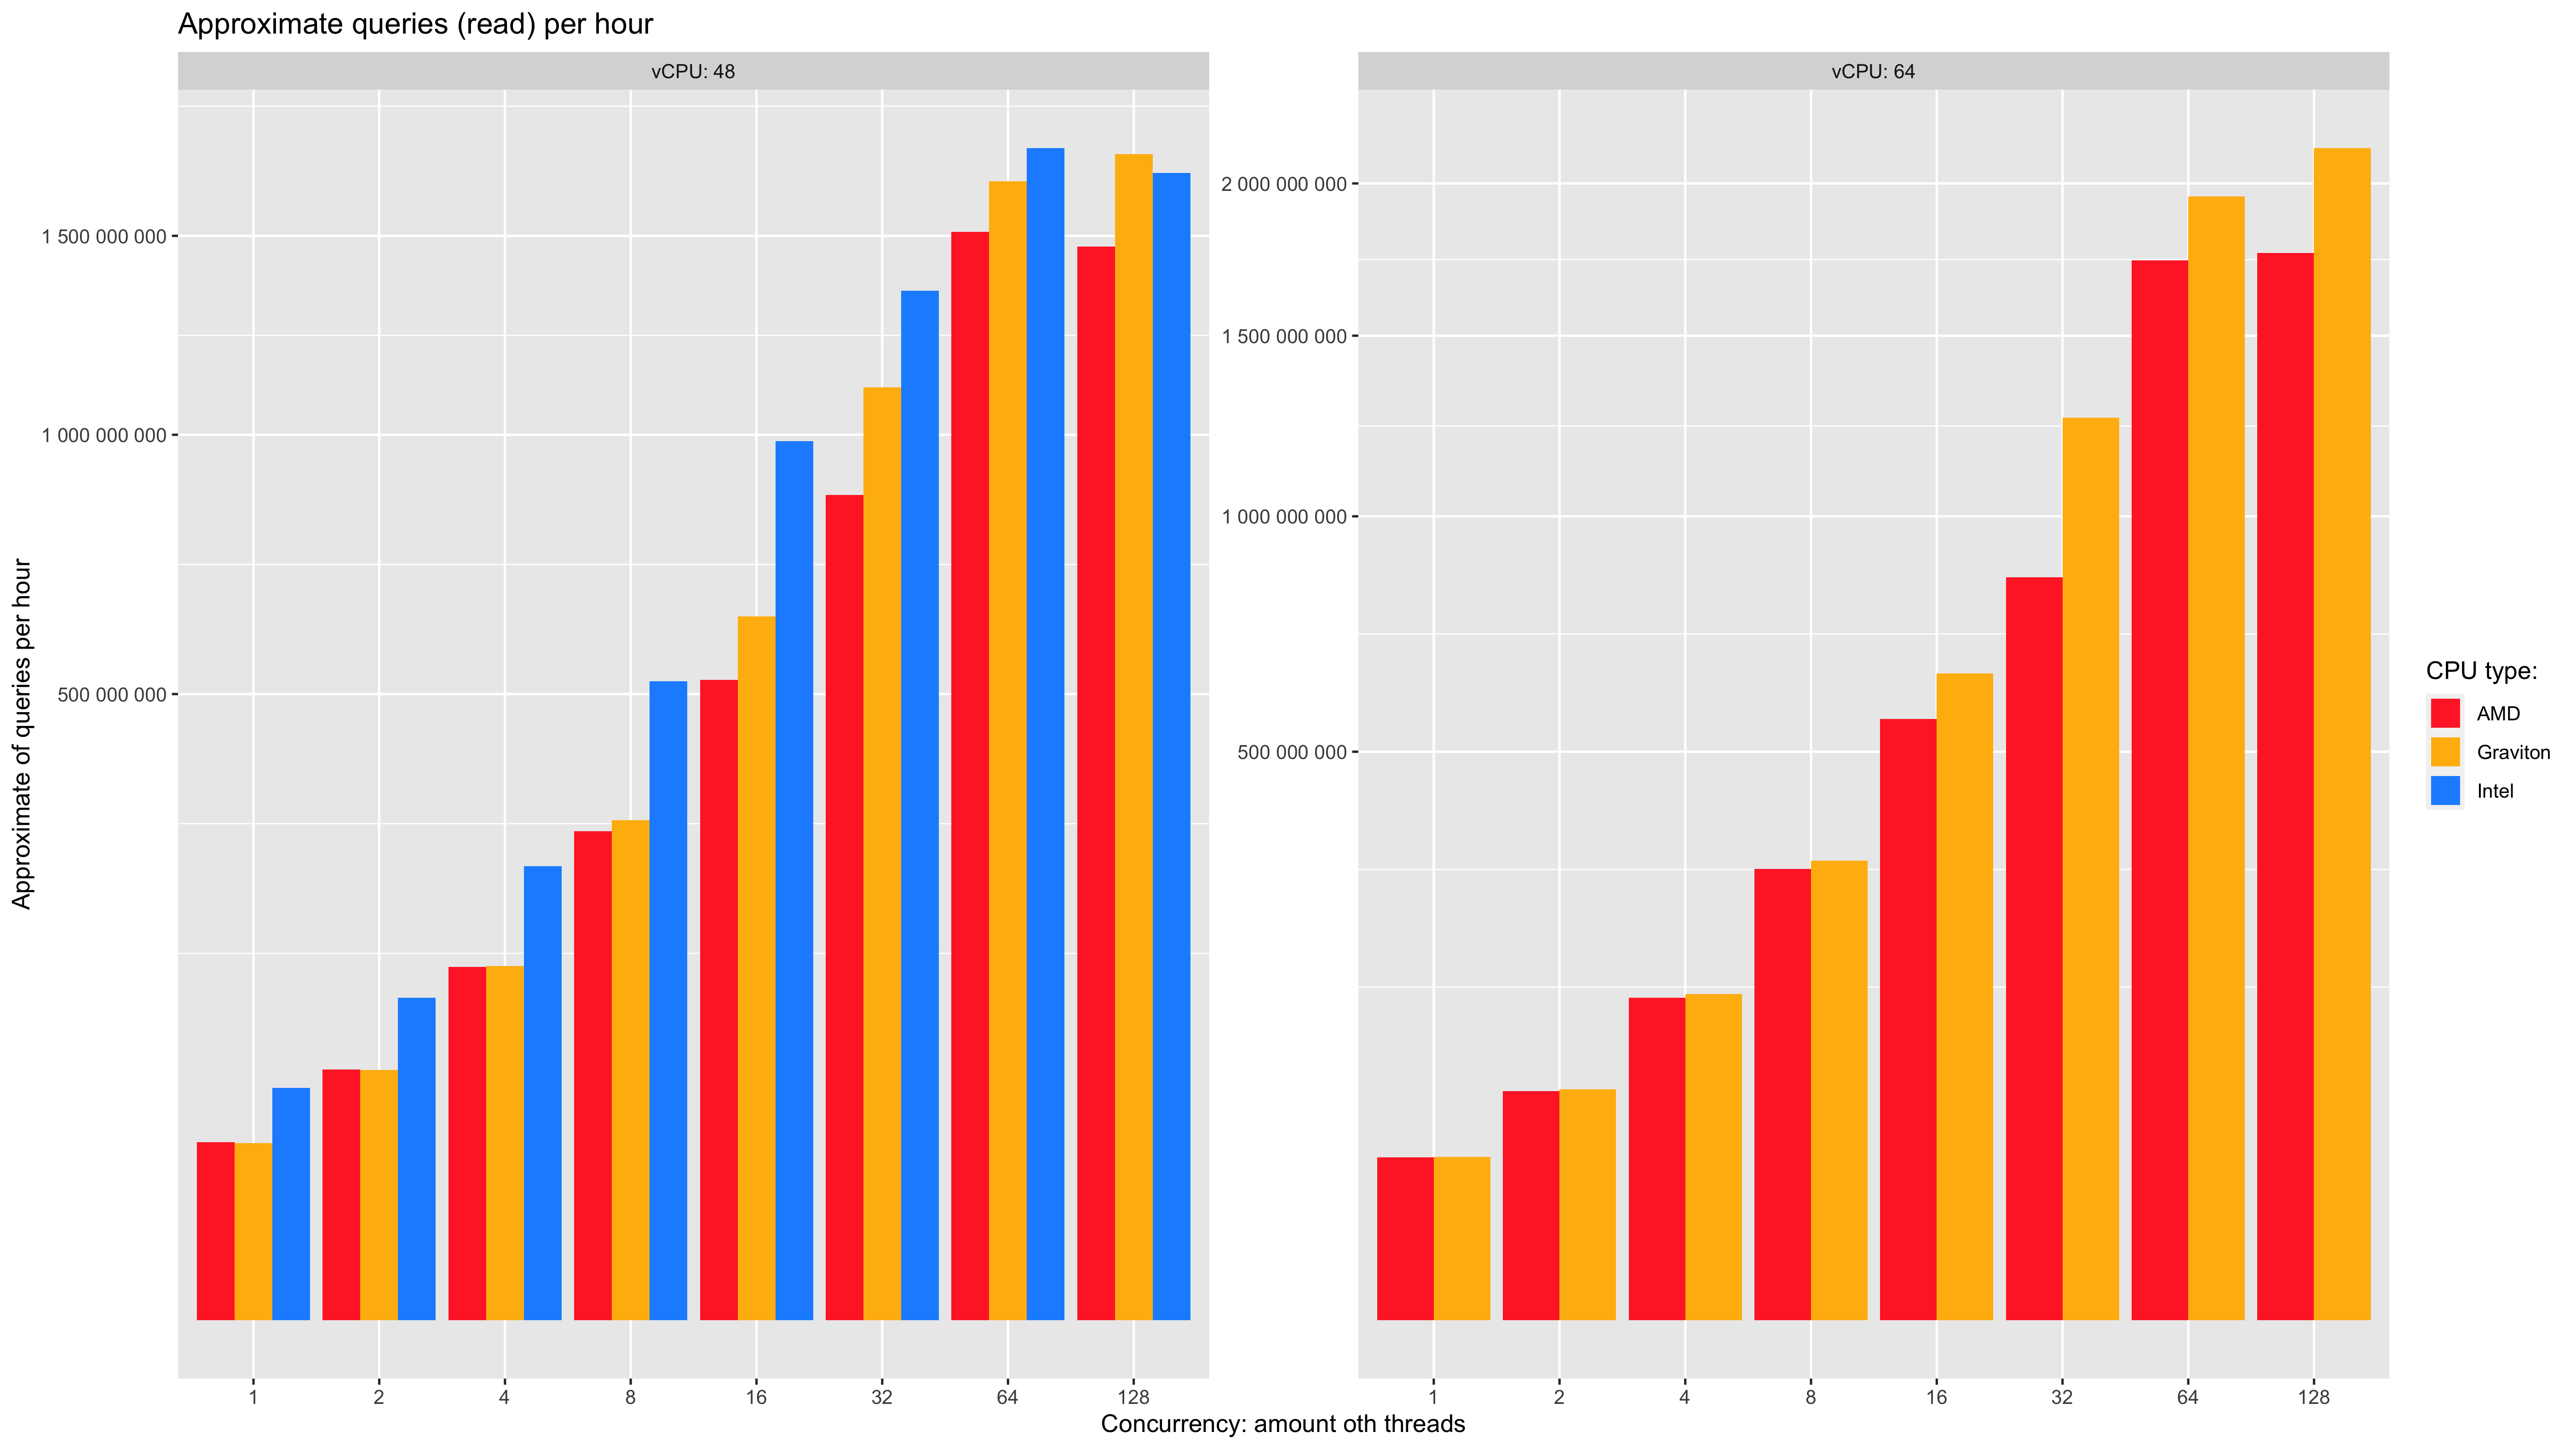 Approximate queries (read) per hour
vCPU: 48
vCPU: 64
Approximate of queries per hour
1 500 000 000
1 000 000 000
500 000 000
2 000 000 000
1 500 000 000
1 000 000 000
500 000 000
1 2 4 8 16 32 64 128
1 2 4 8 16 32 64 128
Concurrency: amount oth threads
CPU type:
AMD
Graviton
Intel